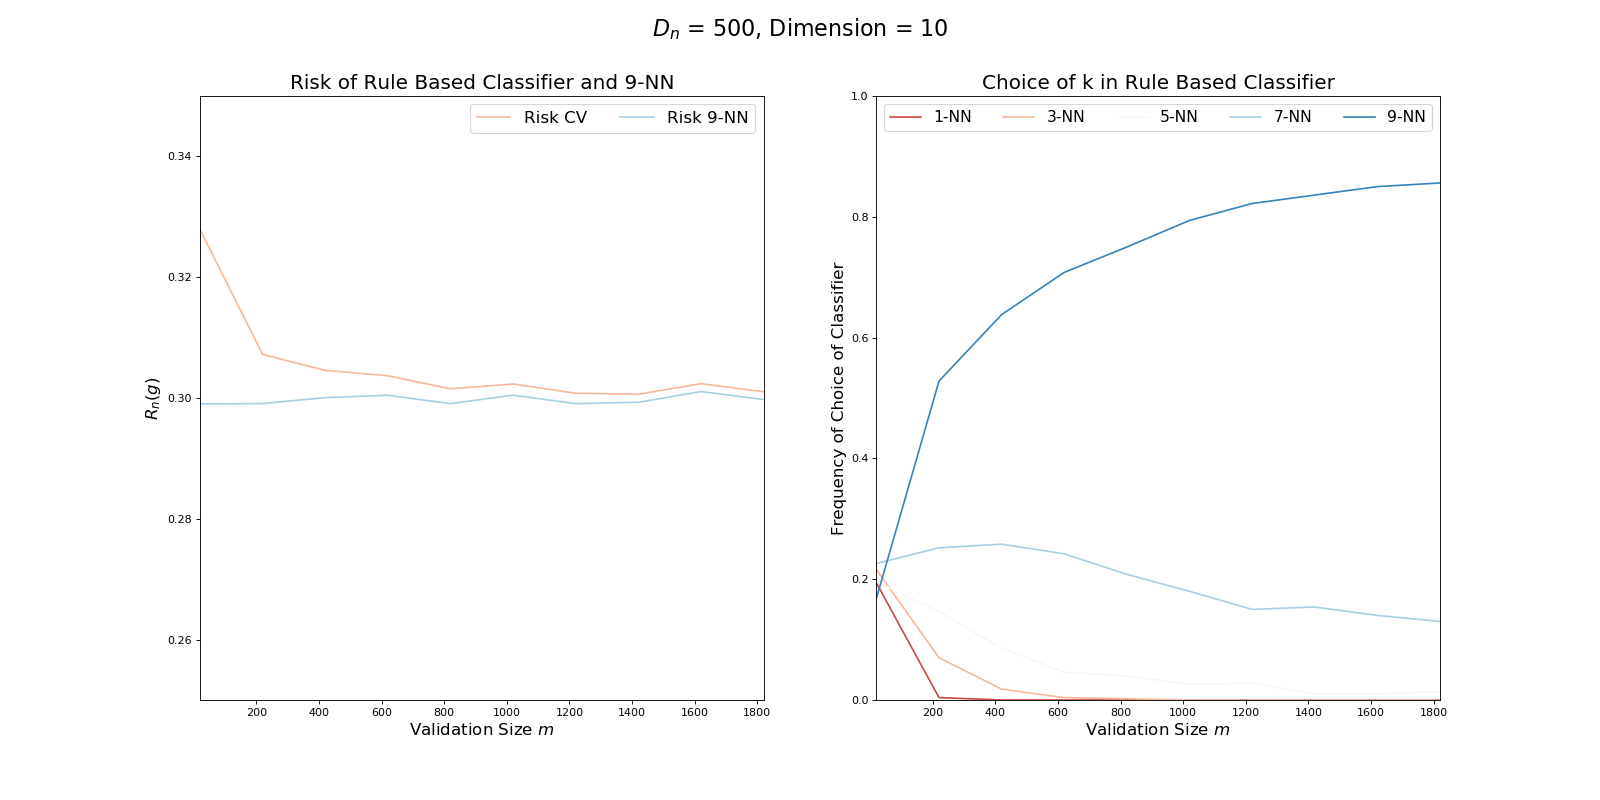 Dₙ = 500, Dimension = 10
Risk of Rule Based Classifier and 9-NN
Risk CV Risk 9-NN
0.34
0.32
0.30
0.28
0.26
Rₙ(g)
200 400 600 800 1000 1200 1400 1600 1800
Validation Size m
Choice of k in Rule Based Classifier
1-NN 3-NN 5-NN 7-NN 9-NN
1.0
0.8
0.6
0.4
0.2
0.0
Frequency of Choice of Classifier
200 400 600 800 1000 1200 1400 1600 1800
Validation Size m